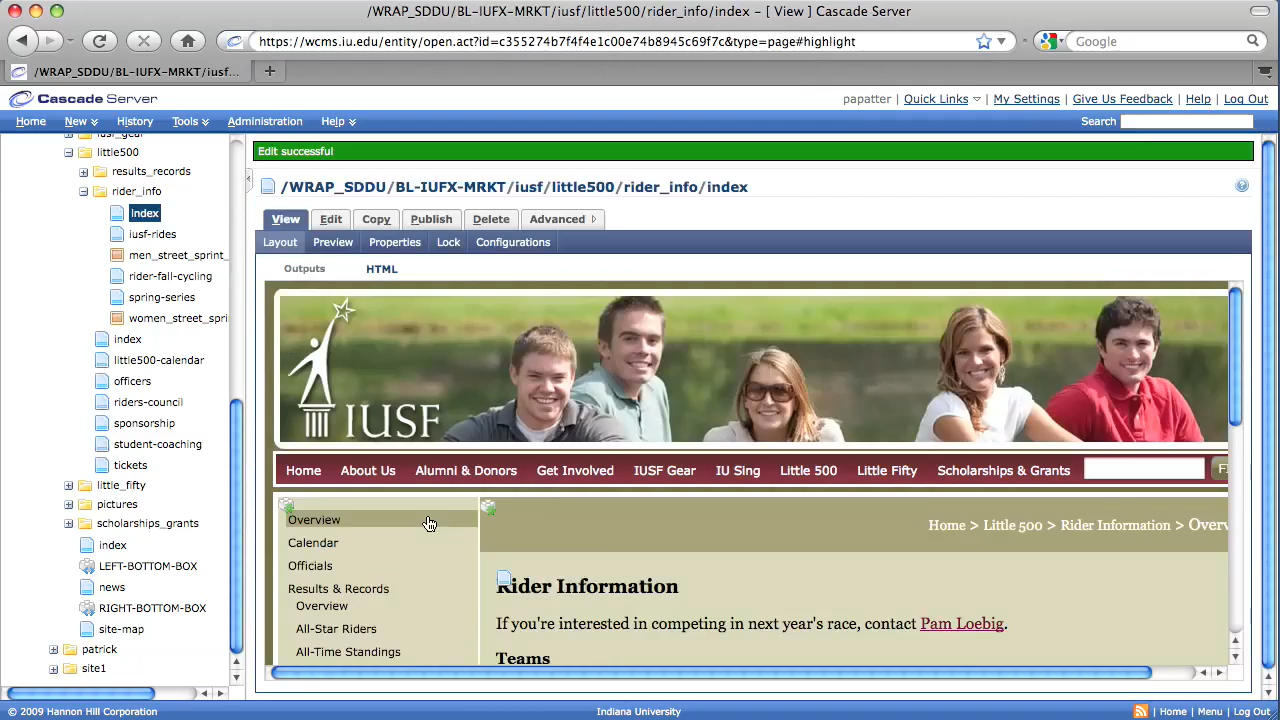 /WRAP_SDDU/BL-IUFX-MRKT/iusf/little500/rider_info/index - [ View ] Cascade Server
https://wcms.iu.edu/entity/open.act?id=c355274b7f4f4e1c00e74b8945c69f7c&type=page#highlight
Google
/WRAP_SDDU/BL-IUFX-MRKT/iusf...
Cascade Server
papatter | Quick Links | My Settings | Give Us Feedback | Help | Log Out
Home New History Tools Administration Help Search
iusf_gear
little500
results_records
rider_info
index
iusf-rides
men_street_sprint_
rider-fall-cycling
spring-series
women_street_spri
index
little500-calendar
officers
riders-council
sponsorship
student-coaching
tickets
little_fifty
pictures
scholarships_grants
index
LEFT-BOTTOM-BOX
news
RIGHT-BOTTOM-BOX
site-map
patrick
site1
Edit successful
/WRAP_SDDU/BL-IUFX-MRKT/iusf/little500/rider_info/index
View Edit Copy Publish Delete Advanced
Layout Preview Properties Lock Configurations
Outputs HTML
IUSF
Home About Us Alumni & Donors Get Involved IUSF Gear IU Sing Little 500 Little Fifty Scholarships & Grants
Overview
Calendar
Officials
Results & Records
Overview
All-Star Riders
All-Time Standings
Home > Little 500 > Rider Information > Overv
Rider Information
If you're interested in competing in next year's race, contact Pam Loebig.
Teams
© 2009 Hannon Hill Corporation Indiana University | Home | Menu | Log Out